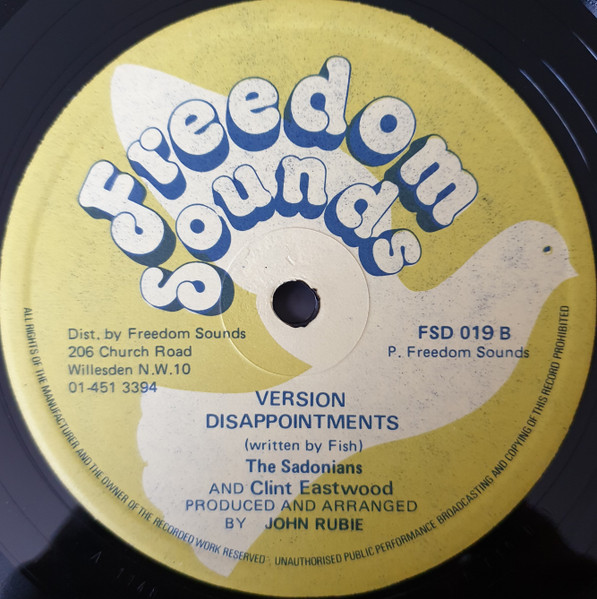 Freedom
Sounds
Dist. by Freedom Sounds
206 Church Road
Willesden N.W.10
01-451 3394
FSD 019 B
P. Freedom Sounds
VERSION
DISAPPOINTMENTS
(written by Fish)
The Sadonians
AND Clint Eastwood
PRODUCED AND ARRANGED
BY JOHN RUBIE
ALL RIGHTS OF THE MANUFACTURER AND THE OWNER OF THE RECORDED WORK RESERVED · UNAUTHORISED PUBLIC PERFORMANCE BROADCASTING AND COPYING OF THIS RECORD PROHIBITED